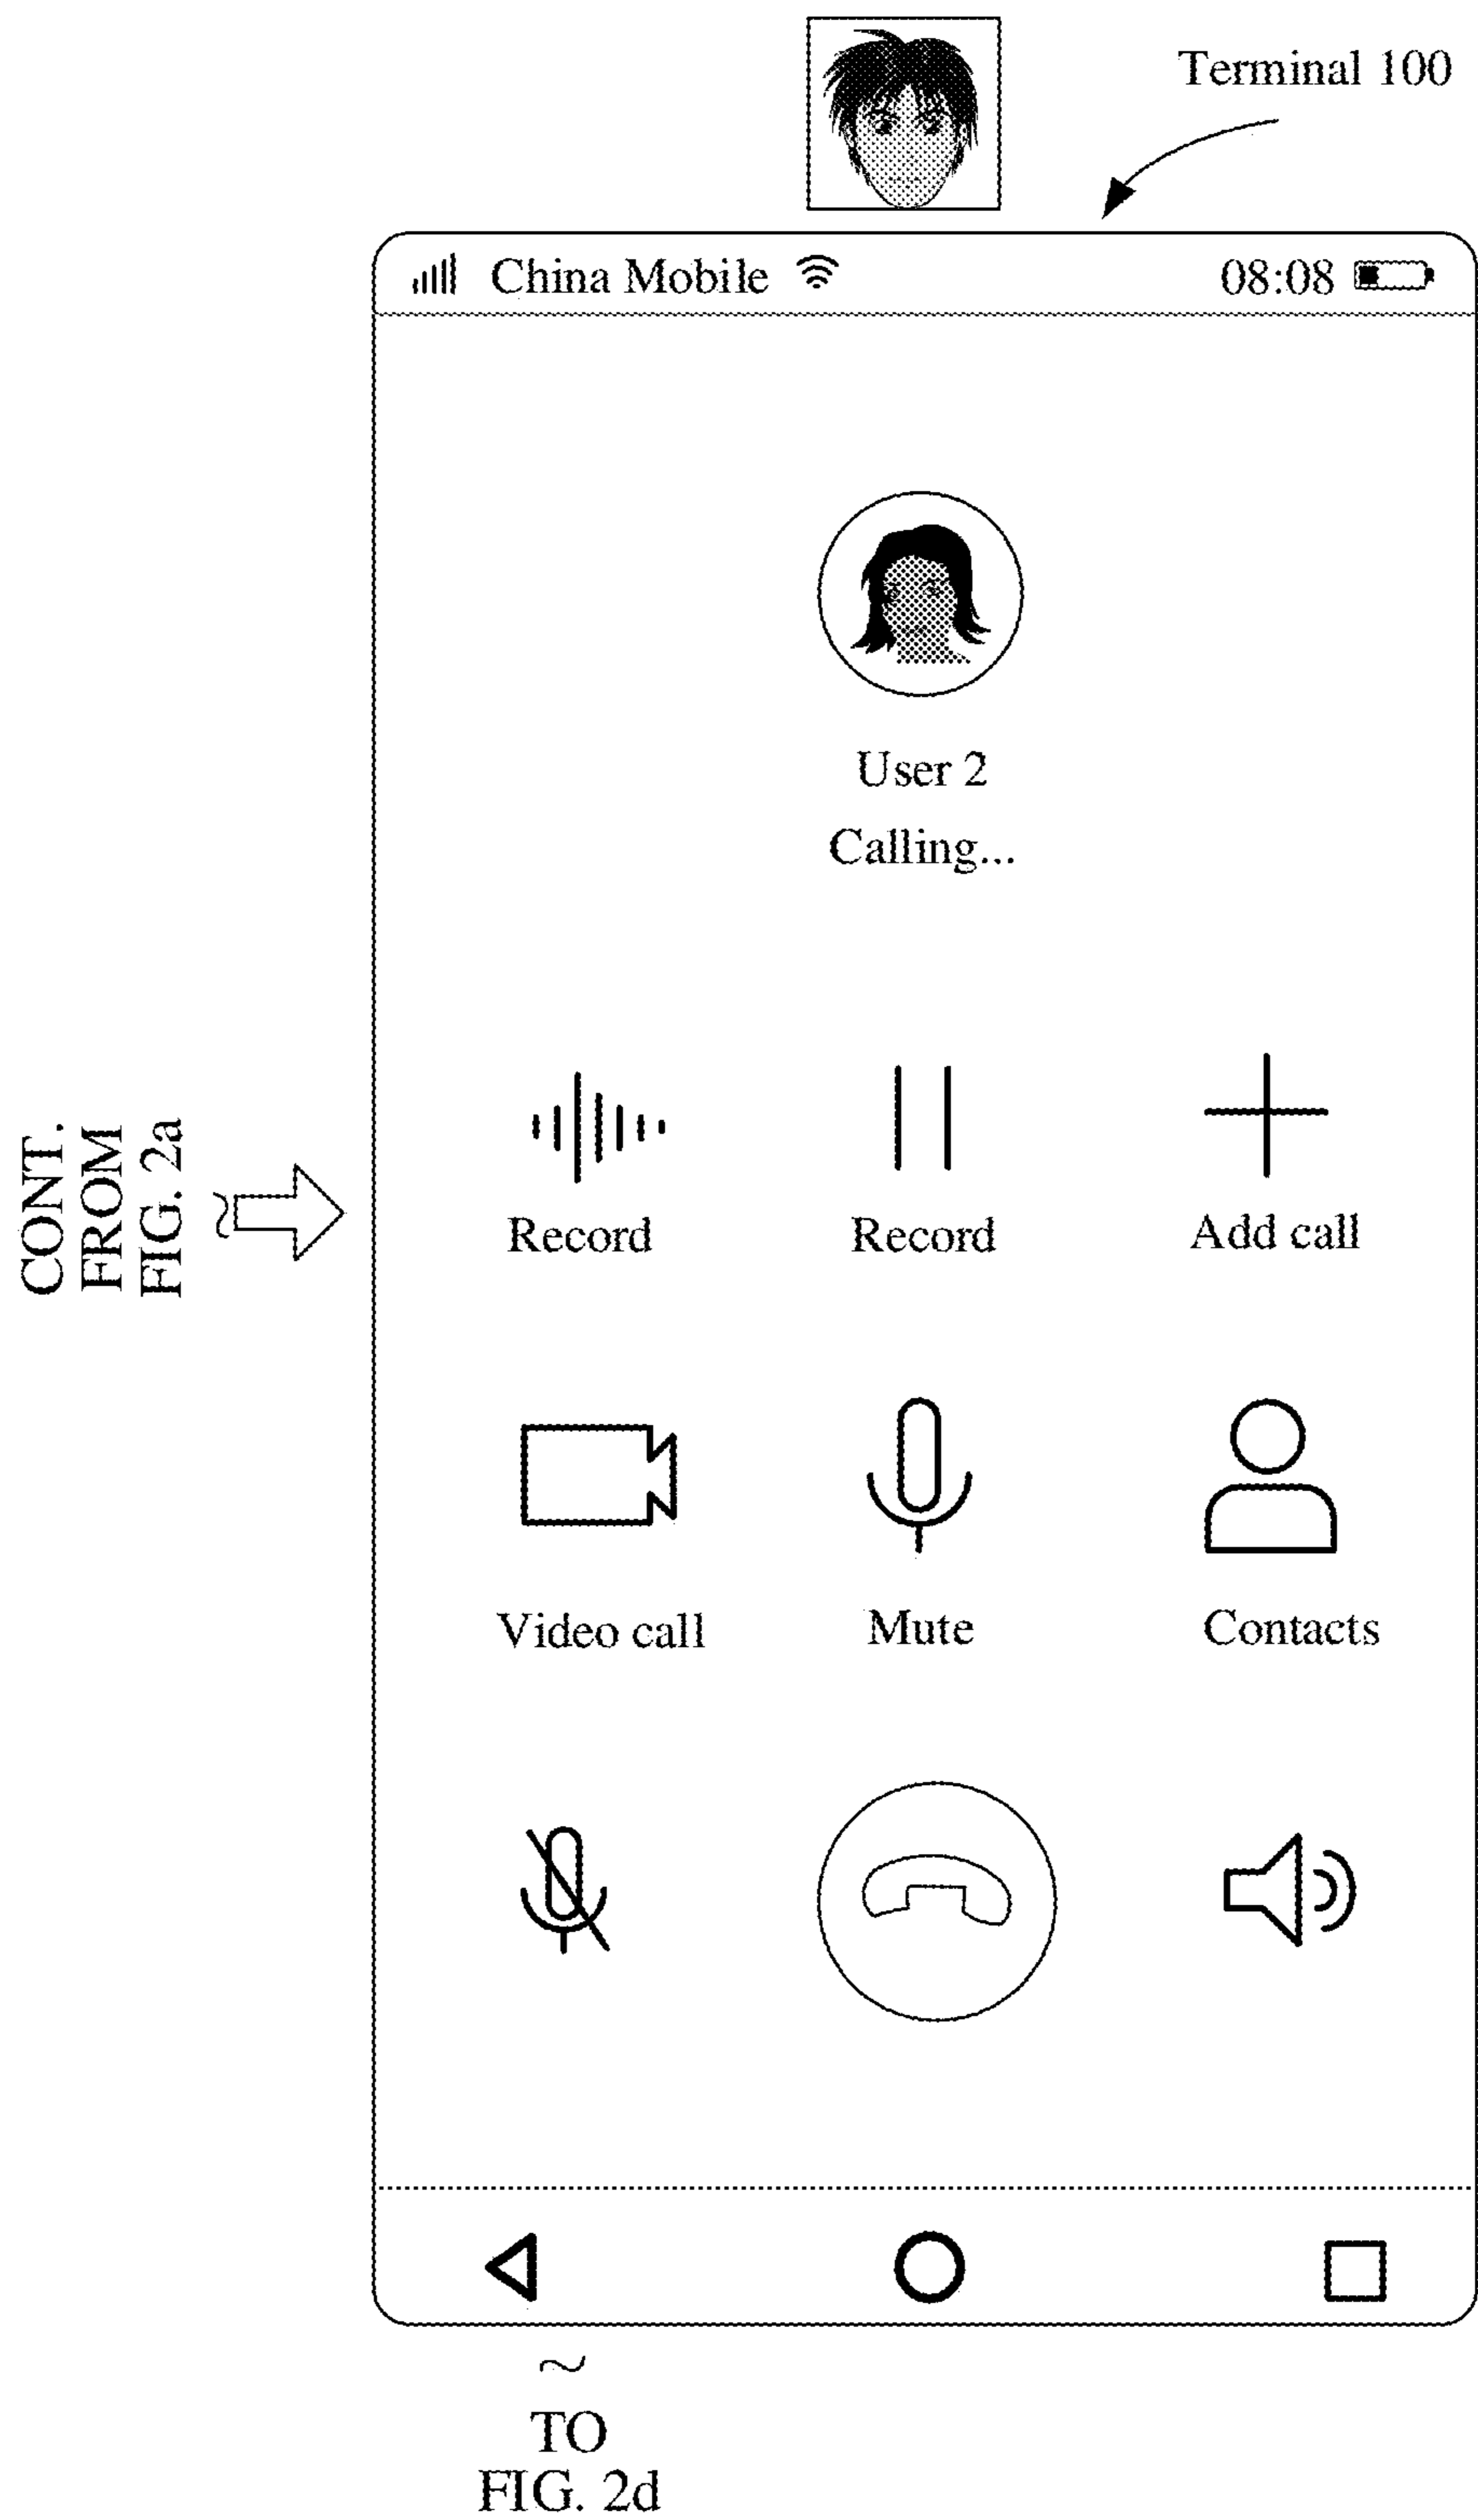 Terminal 100
China Mobile 08:08
User 2
Calling...
CONT.
FROM
FIG. 2a
Record Record Add call
Video call Mute Contacts
~
TO
FIG. 2d